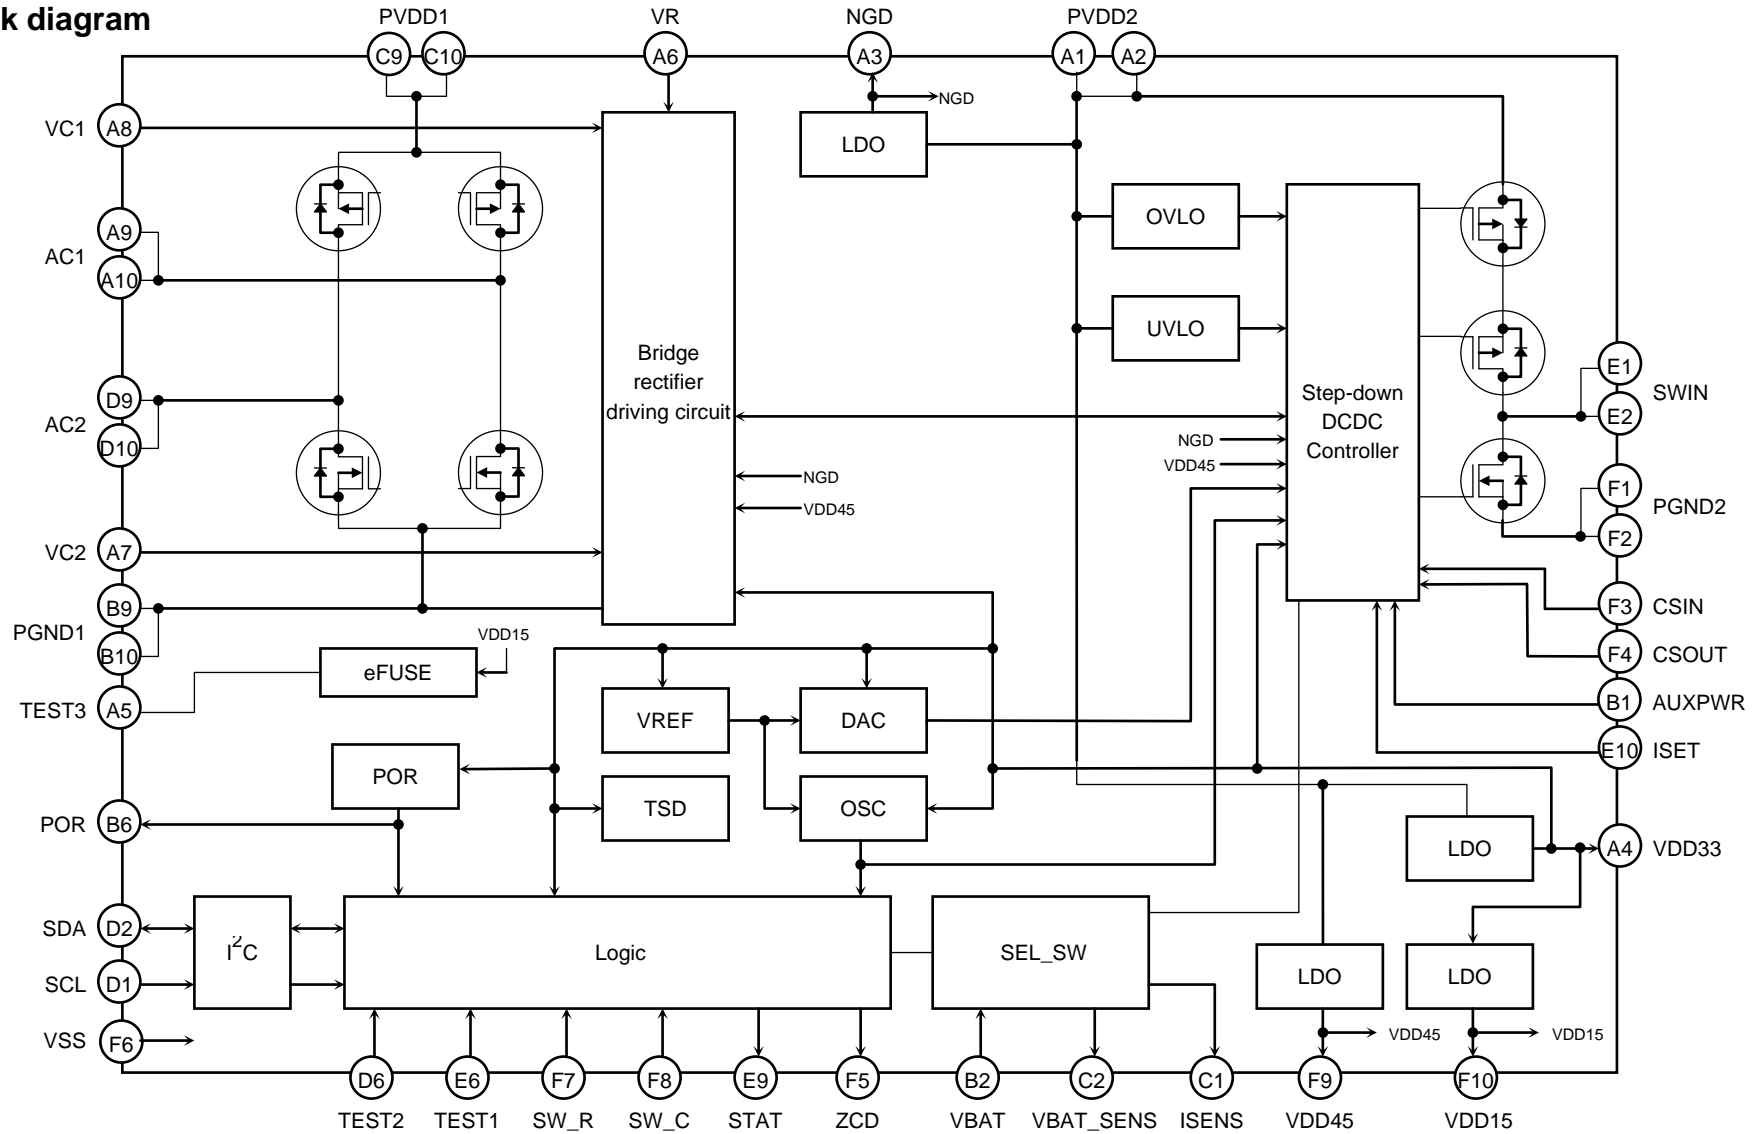 k diagram
PVDD1
VR
NGD
PVDD2
C9
C10
A6
A3
A1
A2
NGD
VC1
A8
LDO
A9
AC1
A10
OVLO
UVLO
Bridge
rectifier
driving circuit
Step-down
DCDC
Controller
E1
SWIN
E2
D9
AC2
D10
NGD
VDD45
NGD
VDD45
F1
PGND2
F2
VC2
A7
B9
PGND1
B10
F3
CSIN
F4
CSOUT
VDD15
eFUSE
TEST3
A5
VREF
DAC
B1
AUXPWR
E10
ISET
POR
TSD
OSC
POR
B6
LDO
A4
VDD33
SDA
D2
I2C
Logic
SEL_SW
LDO
LDO
SCL
D1
VSS
F6
VDD45
VDD15
D6
E6
F7
F8
E9
F5
B2
C2
C1
F9
F10
TEST2
TEST1
SW_R
SW_C
STAT
ZCD
VBAT
VBAT_SENS
ISENS
VDD45
VDD15